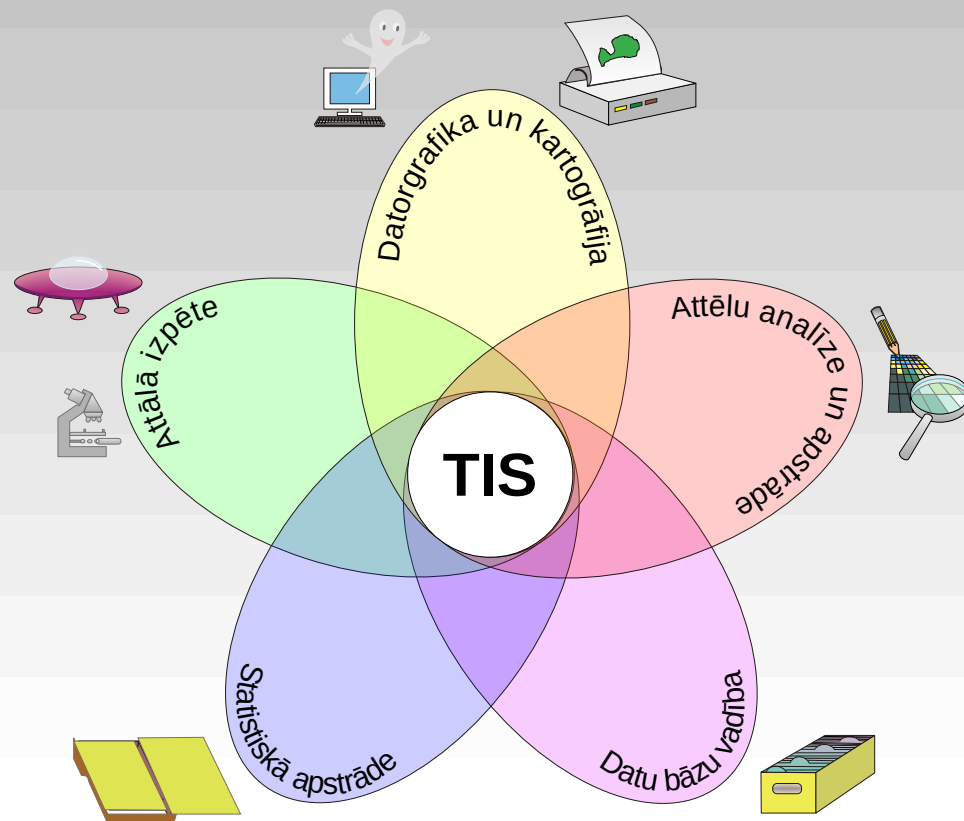 Datorgrafika un kartogrāfija
Attālā izpēte
Attēlu analīze un apstrāde
TIS
Statistiskā apstrāde
Datu bāzu vadība